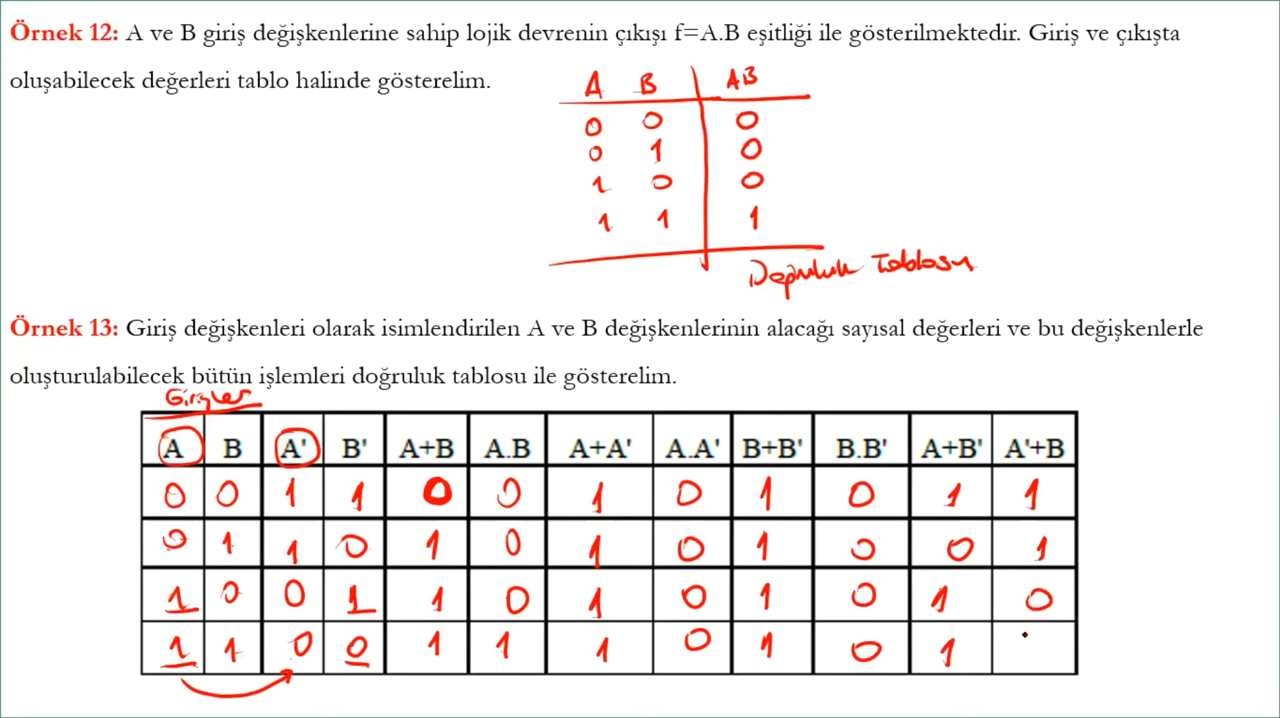 Örnek 12: A ve B giriş değişkenlerine sahip lojik devrenin çıkışı f=A.B eşitliği ile gösterilmektedir. Giriş ve çıkışta
oluşabilecek değerleri tablo halinde gösterelim.
A B AB
0 0 0
0 1 0
1 0 0
1 1 1
Doğruluk Tablosu
Örnek 13: Giriş değişkenleri olarak isimlendirilen A ve B değişkenlerinin alacağı sayısal değerleri ve bu değişkenlerle
oluşturulabilecek bütün işlemleri doğruluk tablosu ile gösterelim.
Girişler
A B A' B' A+B A.B A+A' A.A' B+B' B.B' A+B' A'+B
0 0 1 1 0 0 1 0 1 0 1 1
0 1 1 0 1 0 1 0 1 0 0 1
1 0 0 1 1 0 1 0 1 0 1 0
1 1 0 0 1 1 1 0 1 0 1